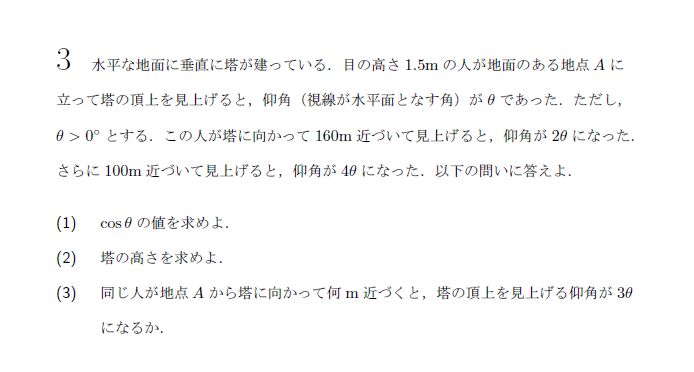 3 水平な地面に垂直に塔が建っている．目の高さ 1.5m の人が地面のある地点 A に
立って塔の頂上を見上げると，仰角（視線が水平面となす角）が θ であった．ただし，
θ > 0° とする．この人が塔に向かって 160m 近づいて見上げると，仰角が 2θ になった．
さらに 100m 近づいて見上げると，仰角が 4θ になった．以下の問いに答えよ．
(1) cos θ の値を求めよ．
(2) 塔の高さを求めよ．
(3) 同じ人が地点 A から塔に向かって何 m 近づくと，塔の頂上を見上げる仰角が 3θ
になるか．